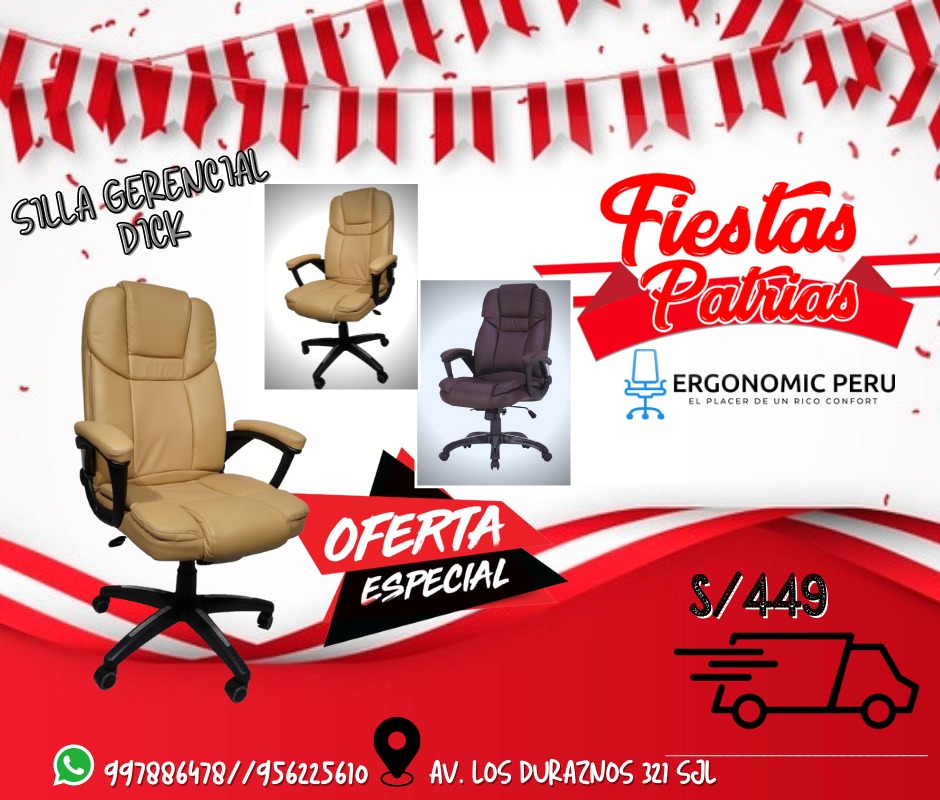 SILLA GERENCIAL
DICK
Fiestas
Patrias
ERGONOMIC PERU
EL PLACER DE UN RICO CONFORT
OFERTA
ESPECIAL
S/449
997886478//956225610
AV. LOS DURAZNOS 321 SJL